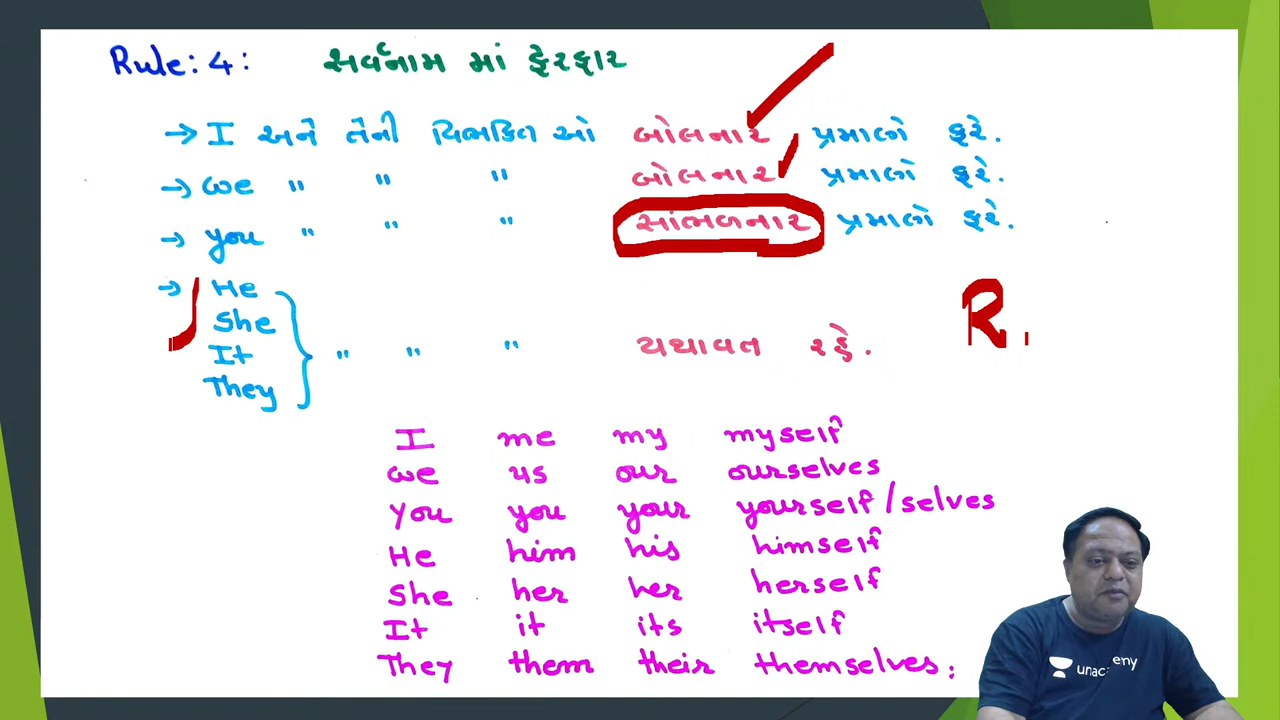 Rule: 4: સર્વનામ માં ફેરફાર
→ I અને તેની વિભક્તિ ઓ બોલનાર પ્રમાણે ફરે.
→ we " " " બોલનાર પ્રમાણે ફરે.
→ you " " " સાંભળનાર પ્રમાણે ફરે.
→ He
She
It " " " યથાવત રહે.
They
R.
I me my myself
we us our ourselves
you you your yourself/selves
He him his himself
She her her herself
It it its itself
They them their themselves.
unacademy